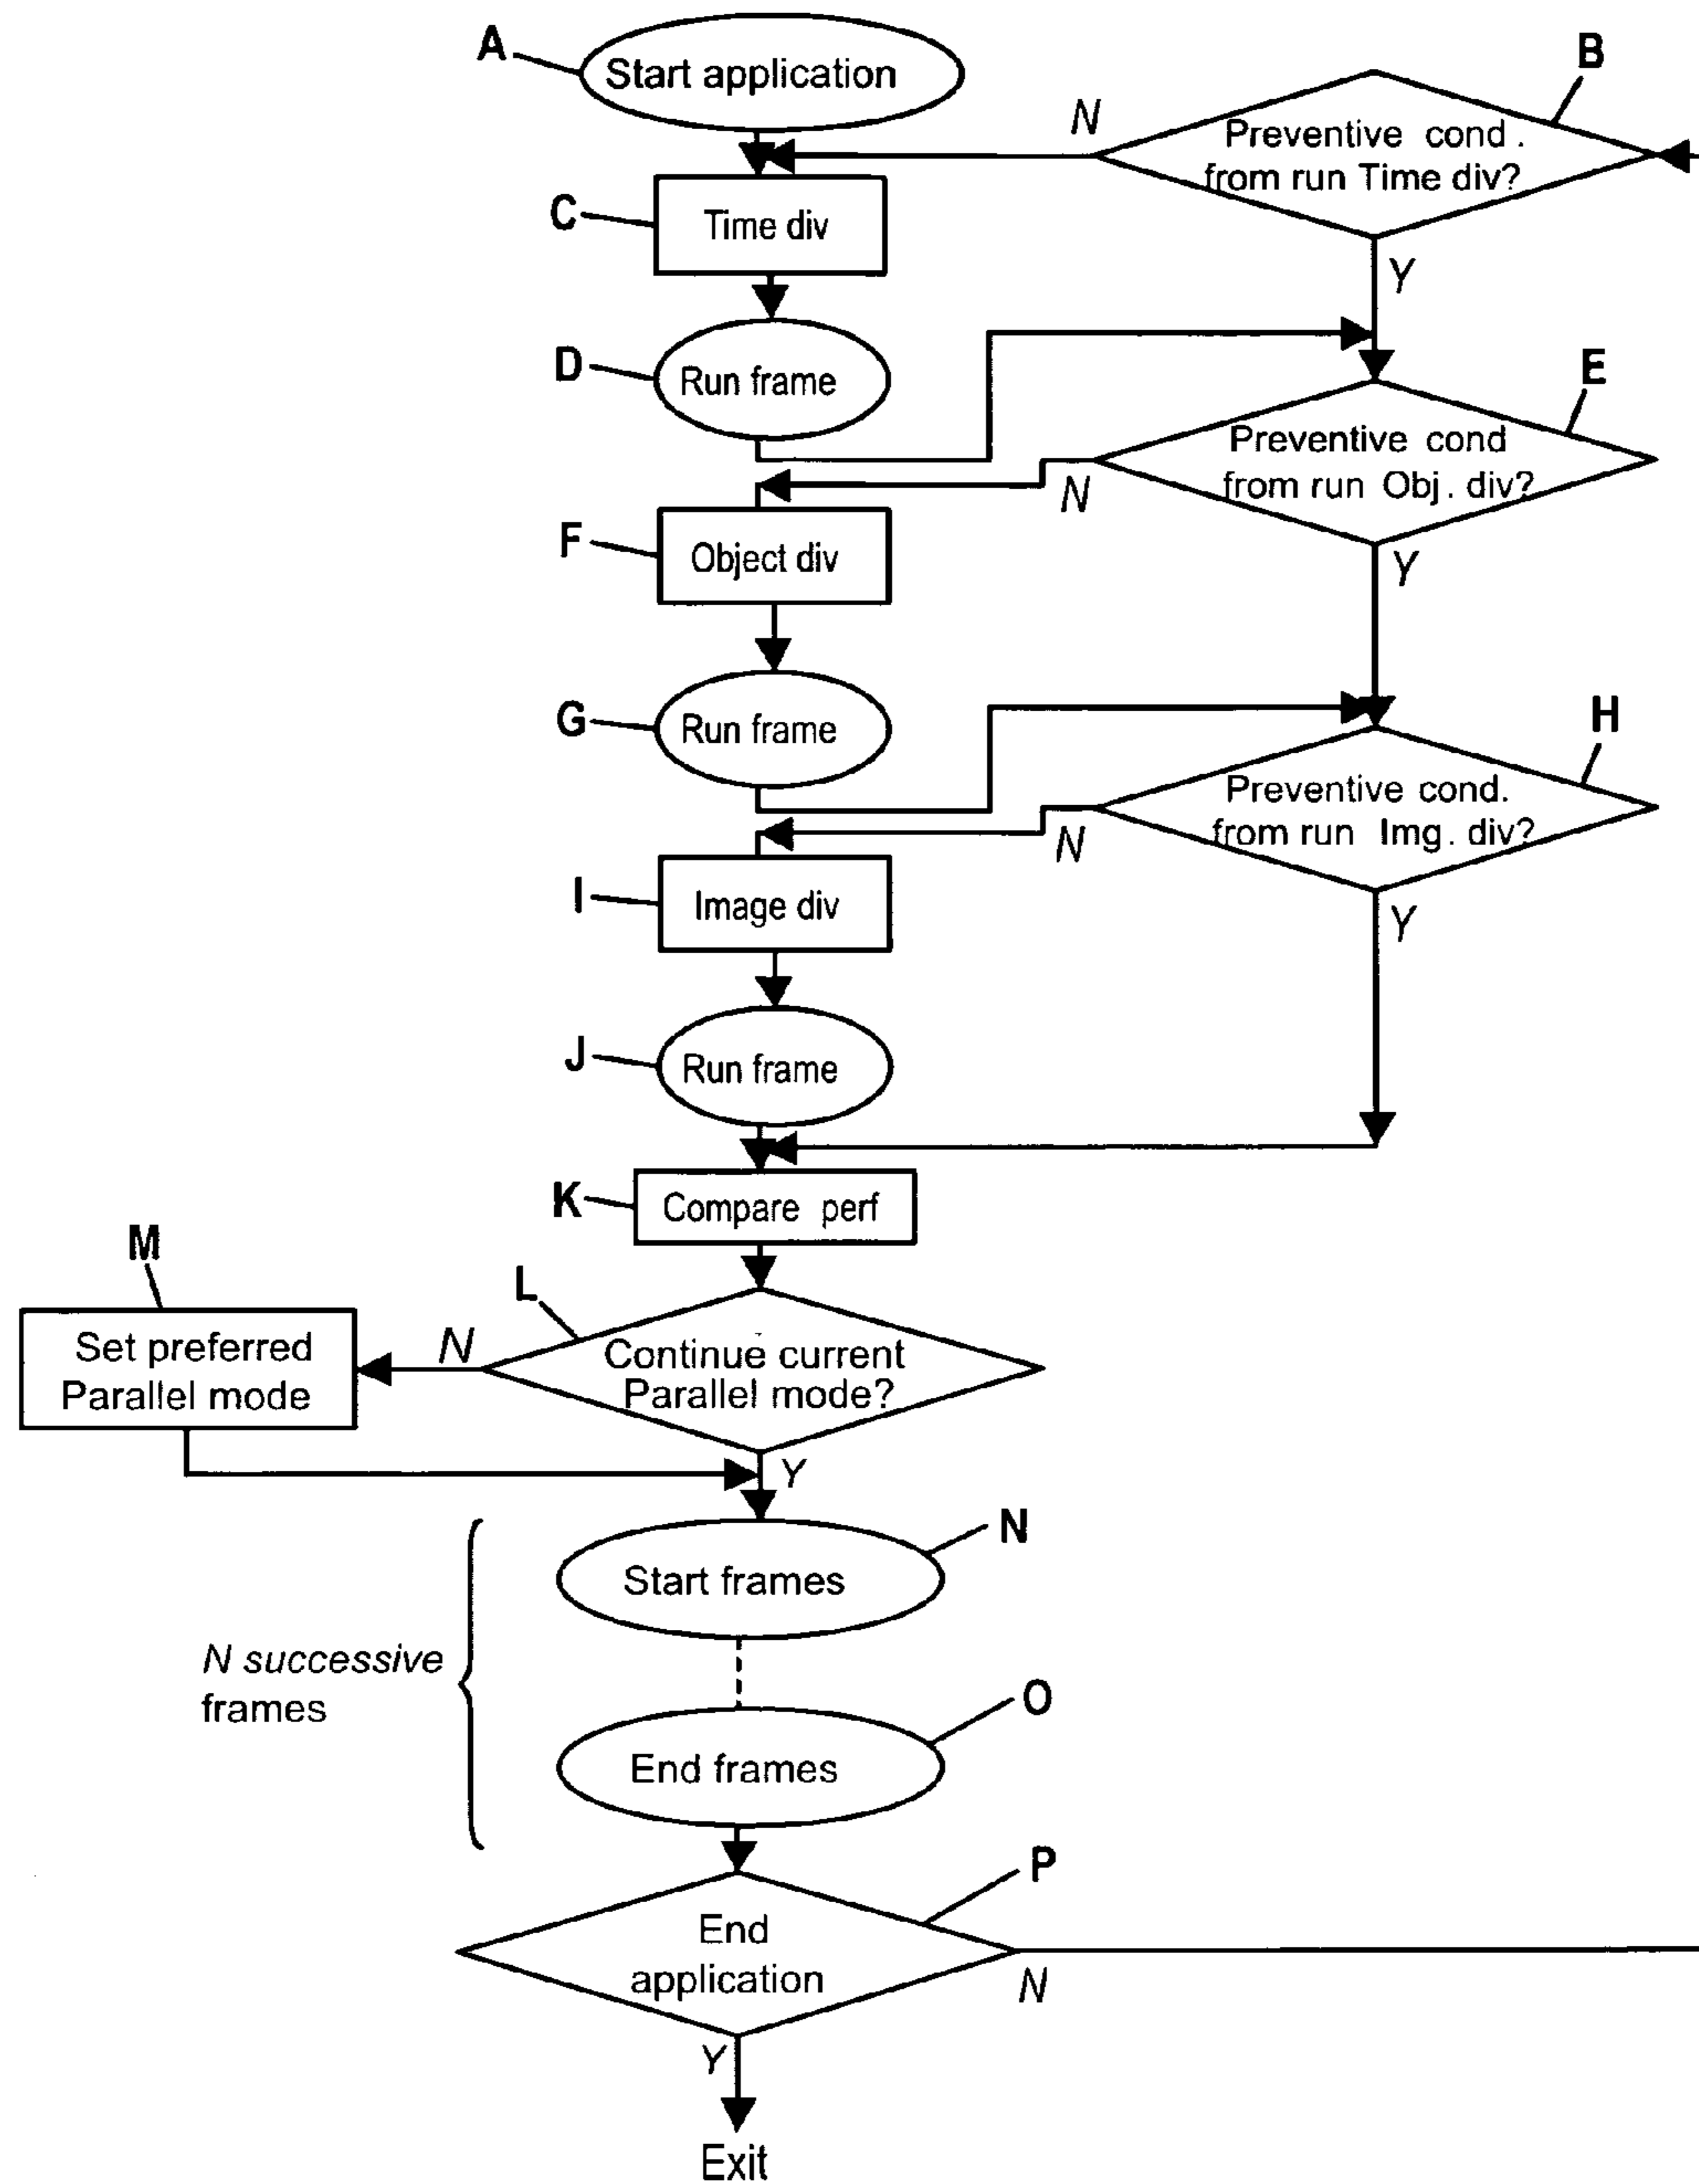 A
Start application
B
N
Preventive cond .
from run Time div?
C
Time div
Y
D
Run frame
E
Preventive cond
from run Obj. div?
N
F
Object div
Y
G
Run frame
H
Preventive cond.
from run Img. div?
N
I
Image div
Y
J
Run frame
K
Compare perf
M
L
Set preferred
Parallel mode
N
Continue current
Parallel mode?
Y
N
Start frames
N successive
frames
O
End frames
P
End
application
N
Y
Exit